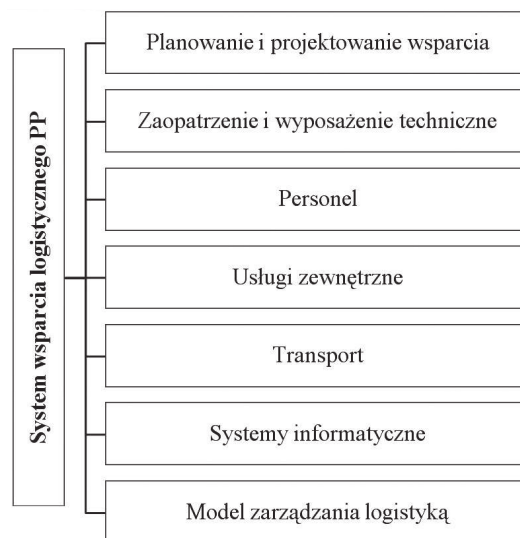 System wsparcia logistycznego PP
Planowanie i projektowanie wsparcia
Zaopatrzenie i wyposażenie techniczne
Personel
Usługi zewnętrzne
Transport
Systemy informatyczne
Model zarządzania logistyką